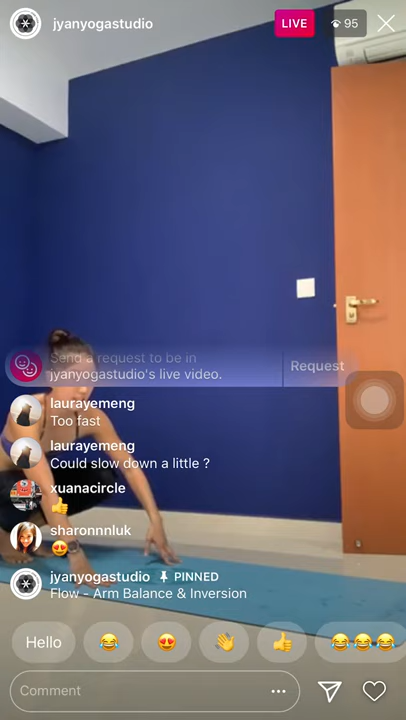 jyanyogastudio
LIVE
95
Send a request to be in
jyanyogastudio's live video.
Request
laurayemeng
Too fast
laurayemeng
Could slow down a little ?
xuanacircle
👍
sharonnnluk
😍
jyanyogastudio PINNED
Flow - Arm Balance & Inversion
Hello 😂 😍 👋 👍 😂😂😂
Comment